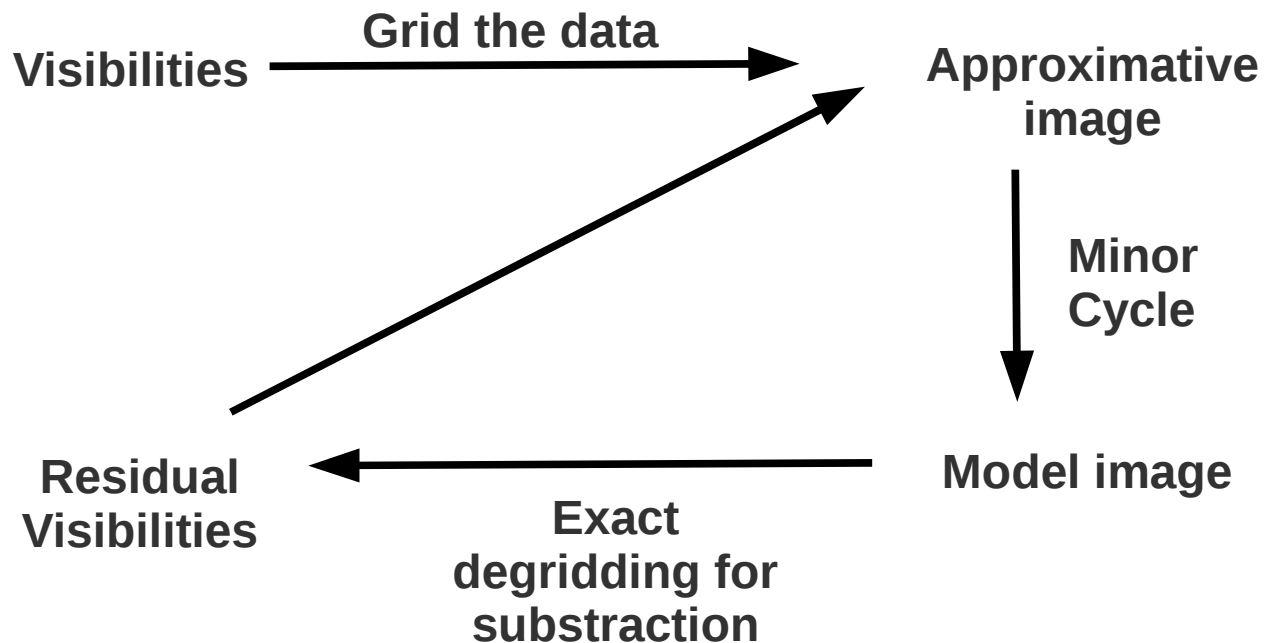 Grid the data
Visibilities
Approximative
image
Minor
Cycle
Model image
Residual
Visibilities
Exact
degridding for
substraction